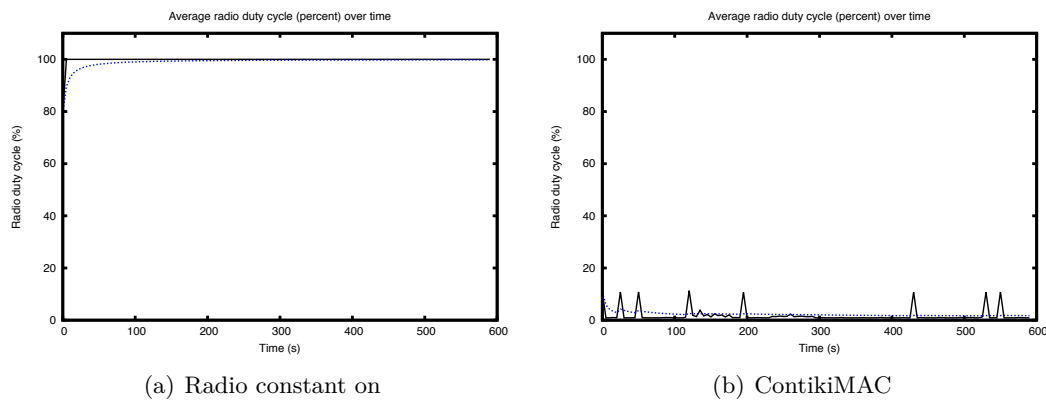 Average radio duty cycle (percent) over time
Radio duty cycle (%)
100
80
60
40
20
0
0 100 200 300 400 500 600
Time (s)
(a) Radio constant on
Average radio duty cycle (percent) over time
Radio duty cycle (%)
100
80
60
40
20
0
0 100 200 300 400 500 600
Time (s)
(b) ContikiMAC